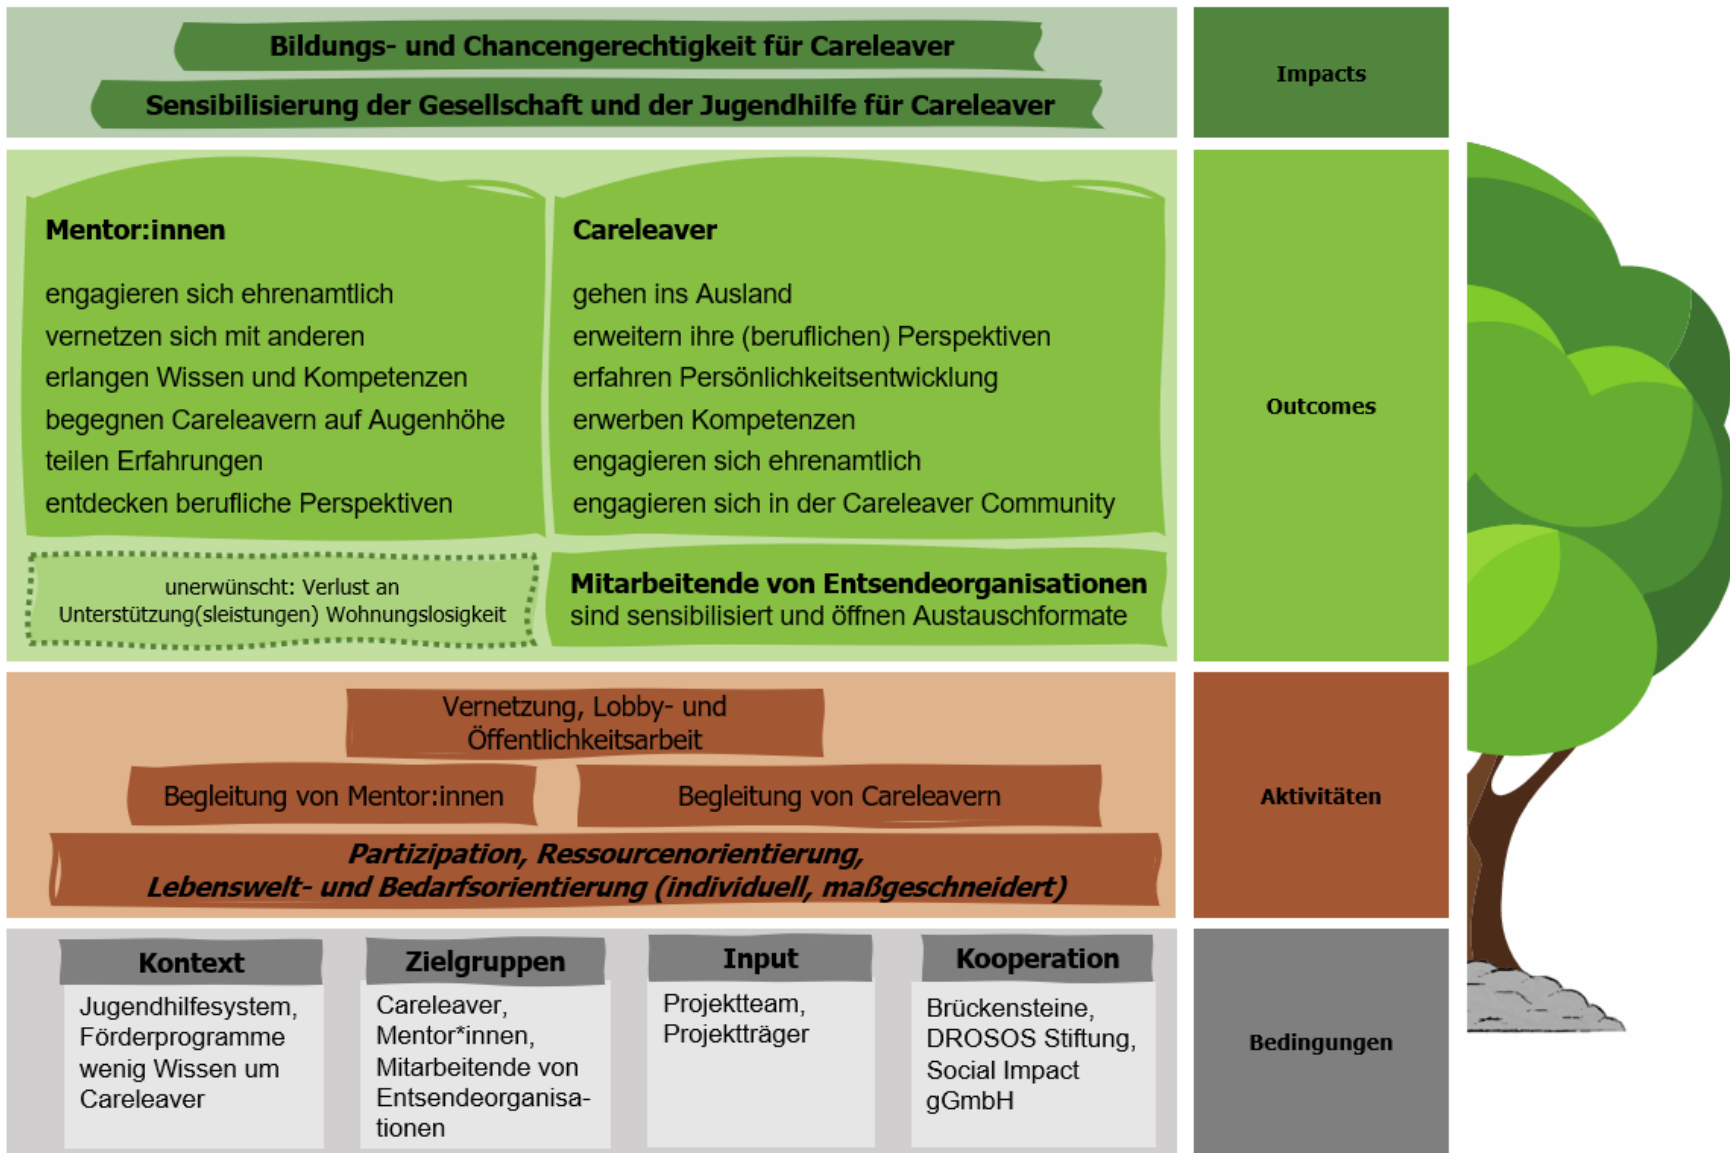 Bildungs- und Chancengerechtigkeit für Careleaver
Sensibilisierung der Gesellschaft und der Jugendhilfe für Careleaver
Impacts
Mentor:innen
engagieren sich ehrenamtlich
vernetzen sich mit anderen
erlangen Wissen und Kompetenzen
begegnen Careleavern auf Augenhöhe
teilen Erfahrungen
entdecken berufliche Perspektiven
Careleaver
gehen ins Ausland
erweitern ihre (beruflichen) Perspektiven
erfahren Persönlichkeitsentwicklung
erwerben Kompetenzen
engagieren sich ehrenamtlich
engagieren sich in der Careleaver Community
unerwünscht: Verlust an
Unterstützung(sleistungen) Wohnungslosigkeit
Mitarbeitende von Entsendeorganisationen
sind sensibilisiert und öffnen Austauschformate
Outcomes
Vernetzung, Lobby- und
Öffentlichkeitsarbeit
Begleitung von Mentor:innen
Begleitung von Careleavern
Partizipation, Ressourcenorientierung,
Lebenswelt- und Bedarfsorientierung (individuell, maßgeschneidert)
Aktivitäten
Kontext
Jugendhilfesystem,
Förderprogramme
wenig Wissen um
Careleaver
Zielgruppen
Careleaver,
Mentor*innen,
Mitarbeitende von
Entsendeorganisa-
tionen
Input
Projektteam,
Projektträger
Kooperation
Brückensteine,
DROSOS Stiftung,
Social Impact
gGmbH
Bedingungen